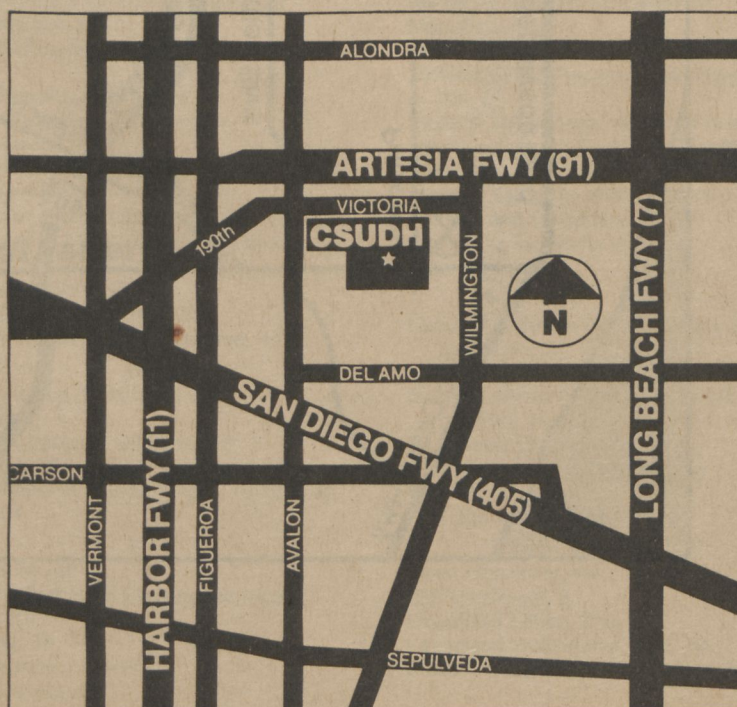 ALONDRA
ARTESIA FWY (91)
VICTORIA
190th
CSUDH
WILMINGTON
N
LONG BEACH FWY (7)
DEL AMO
SAN DIEGO FWY (405)
CARSON
VERMONT
HARBOR FWY (11)
FIGUEROA
AVALON
SEPULVEDA